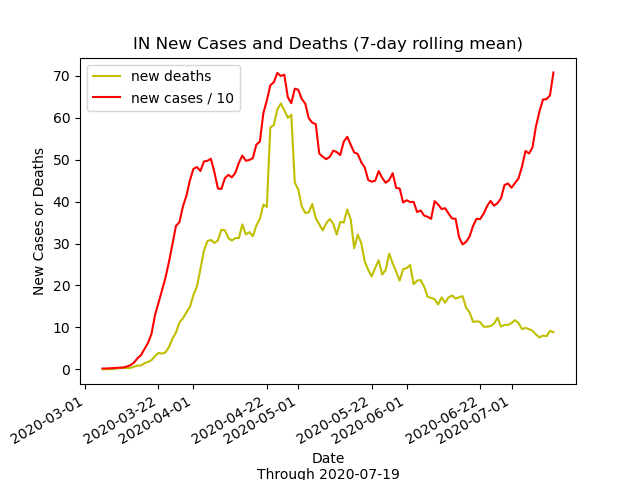 IN New Cases and Deaths (7-day rolling mean)
new deaths
new cases / 10
70
60
50
40
30
20
10
0
New Cases or Deaths
2020-03-01
2020-03-22
2020-04-01
2020-04-22
2020-05-01
2020-05-22
2020-06-01
2020-06-22
2020-07-01
Date
Through 2020-07-19